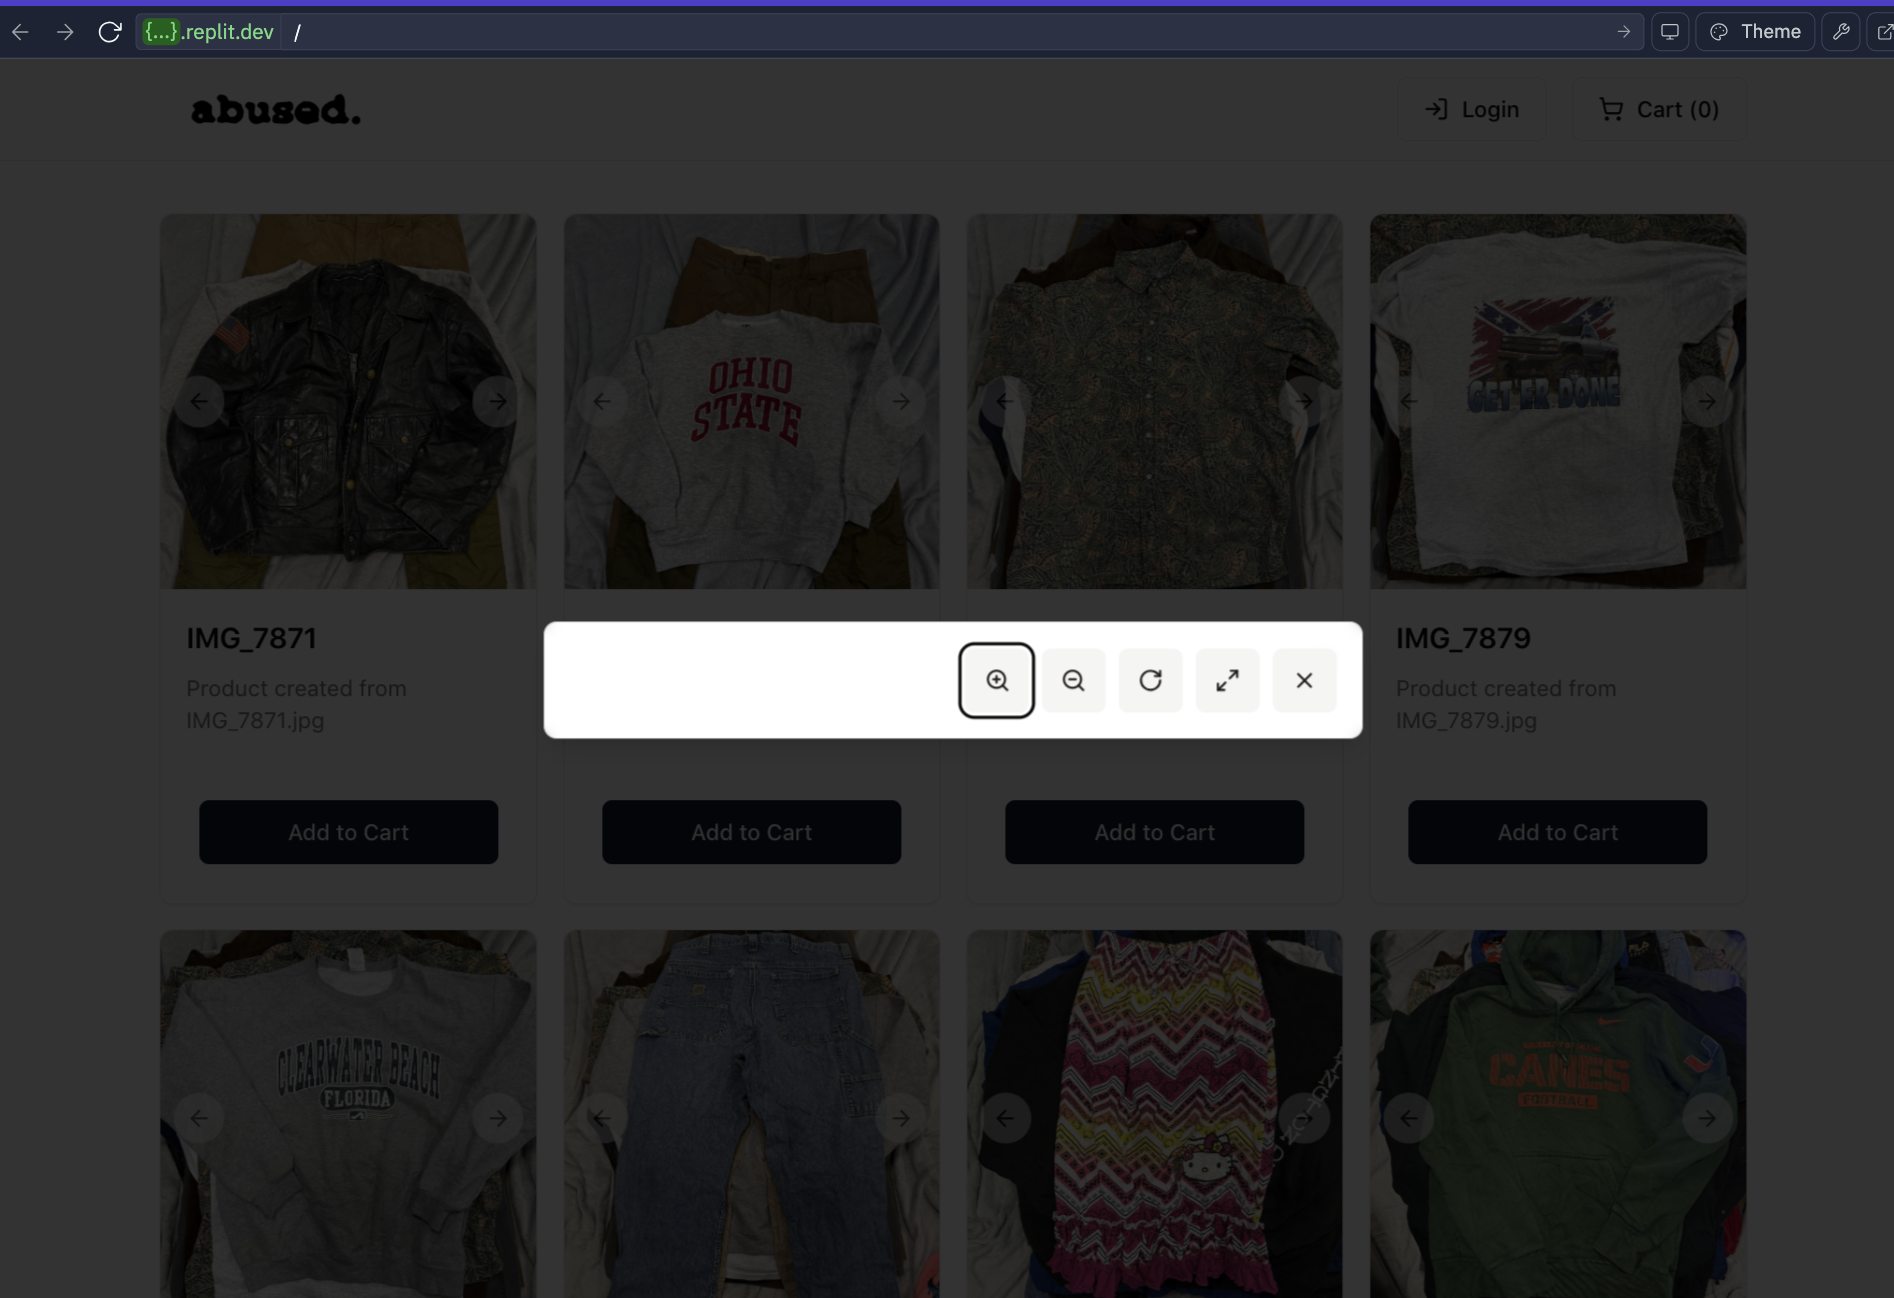 {...}.replit.dev /
Theme
abused.
Login
Cart (0)
OHIO
STATE
GET'ER DONE
IMG_7871
Product created from
IMG_7871.jpg
IMG_7879
Product created from
IMG_7879.jpg
Add to Cart
Add to Cart
Add to Cart
Add to Cart
CLEARWATER BEACH
FLORIDA
CANES
FOOTBALL